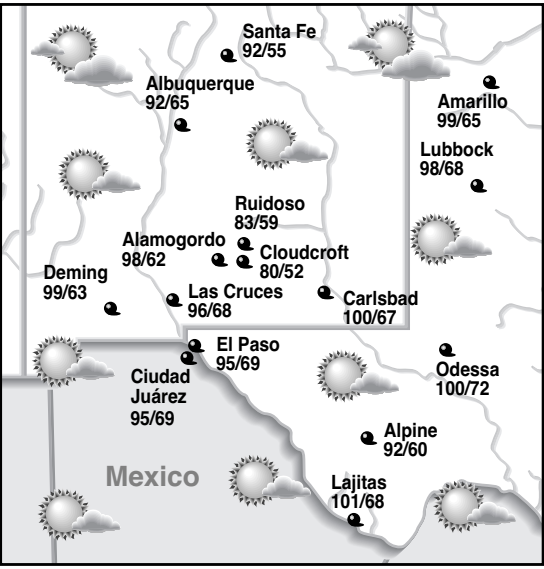 Santa Fe
92/55
Albuquerque
92/65
Amarillo
99/65
Lubbock
98/68
Ruidoso
83/59
Alamogordo
98/62
Cloudcroft
80/52
Deming
99/63
Las Cruces
96/68
Carlsbad
100/67
El Paso
95/69
Ciudad
Juárez
95/69
Odessa
100/72
Alpine
92/60
Mexico
Lajitas
101/68